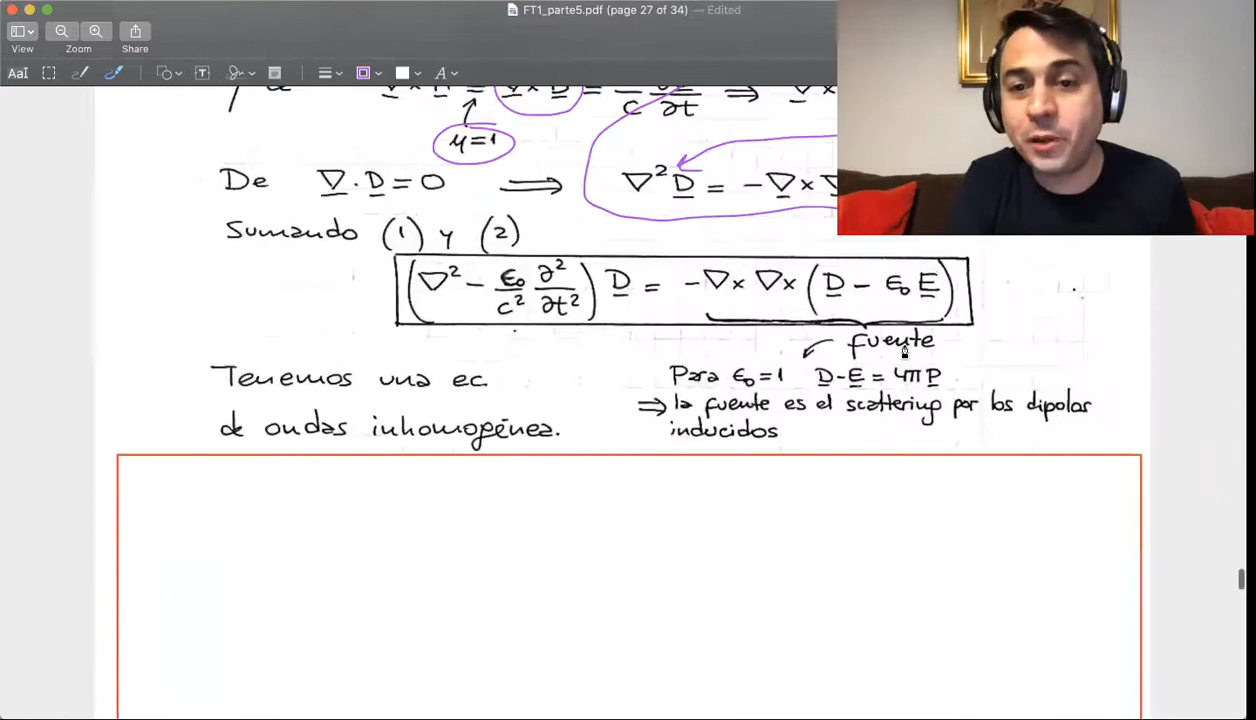 FT1_parte5.pdf (page 27 of 34) — Edited
View Zoom Share
AaI
μ=1
De ∇·D = 0 ⟹ ∇²D = -∇×
Sumando (1) y (2)
(∇² - ε₀/c² ∂²/∂t²) D = -∇×∇×(D - ε₀E)
fuente
Tenemos una ec.
de ondas inhomogénea.
Para ε₀=1 D-E = 4πP
⟹ la fuente es el scattering por los dipolos
inducidos